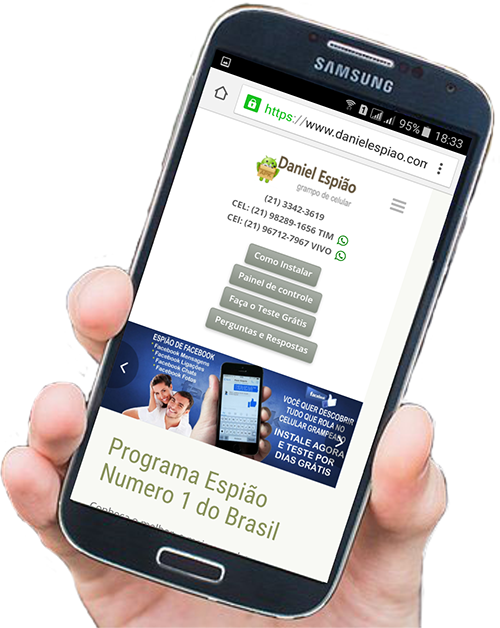 SAMSUNG
95% 18:33
https://www.danielespiao.com
Daniel Espião
grampo de celular
(21) 3342-3619
CEL: (21) 98289-1656 TIM
CEI: (21) 96712-7967 VIVO
Como Instalar
Painel de controle
Faça o Teste Grátis
Perguntas e Respostas
ESPIÃO DE FACEBOOK
* Facebook Mensagens
* Facebook Ligações
* Facebook Chats
* Facebook Fotos
Facebook
VOCÊ QUER DESCOBRIR
TUDO QUE ROLA NO
CELULAR GRAMPEADO
INSTALE AGORA
E TESTE POR
DIAS GRÁTIS
Programa Espião
Numero 1 do Brasil